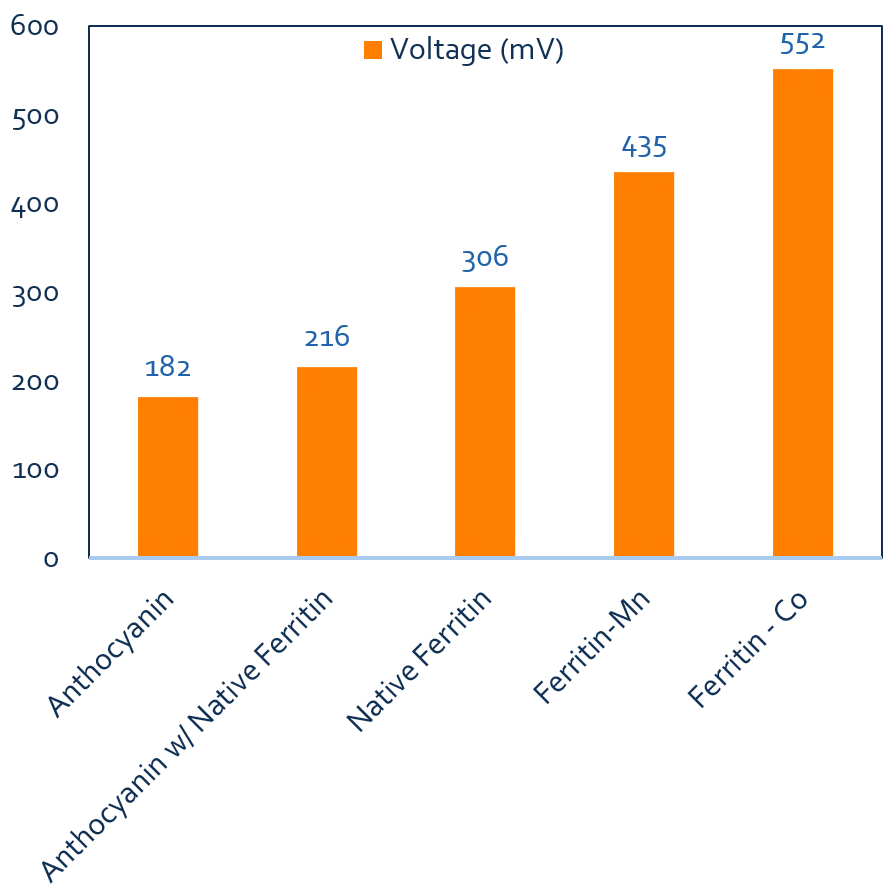 600
500
400
300
200
100
0
Voltage (mV)
182
216
306
435
552
Anthocyanin
Anthocyanin w/ Native Ferritin
Native Ferritin
Ferritin-Mn
Ferritin - Co